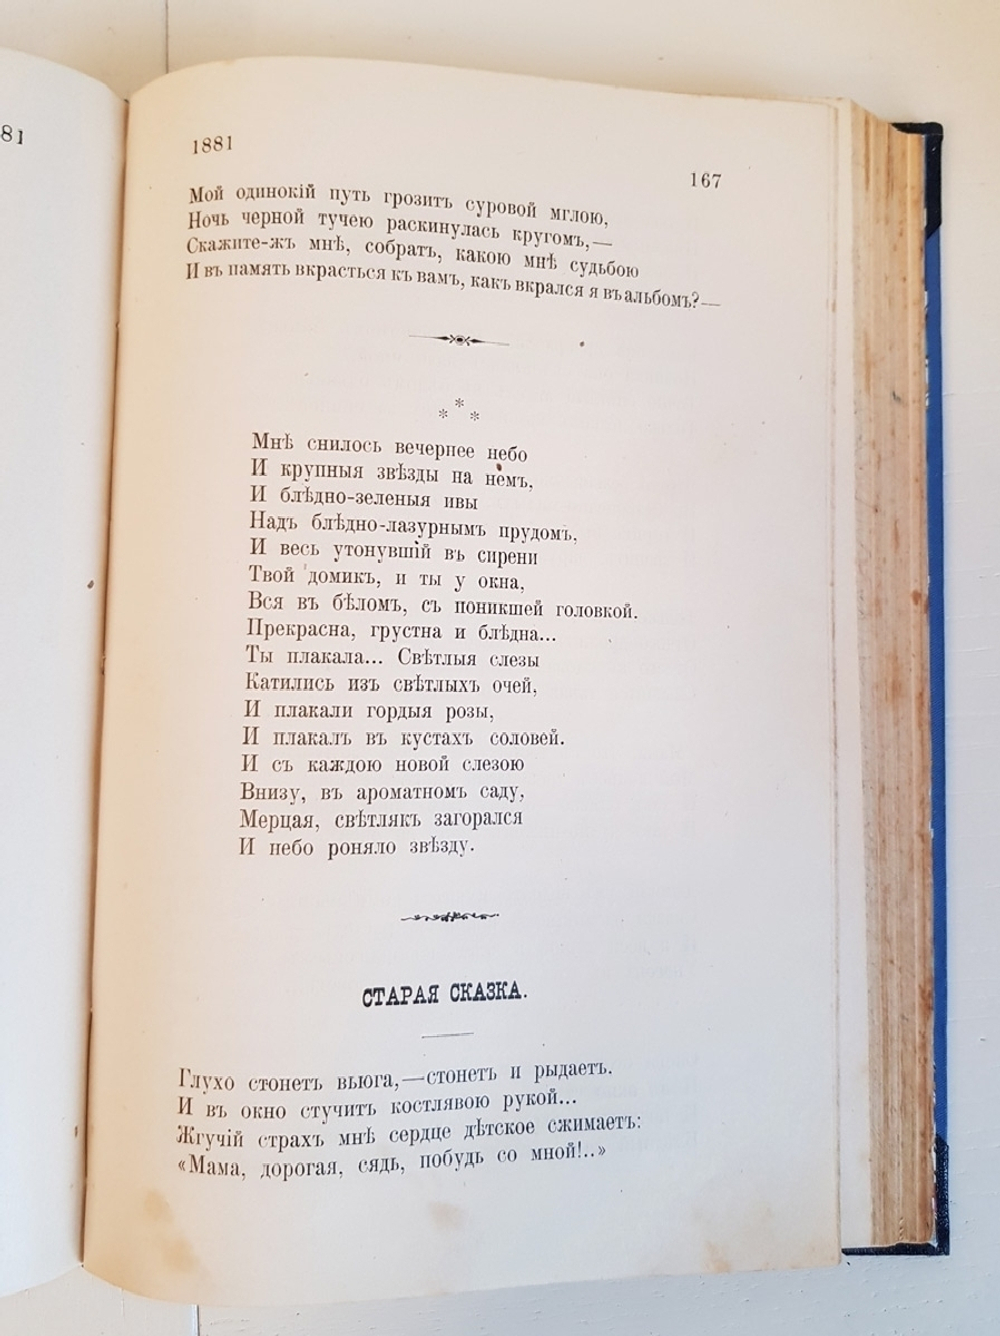 81
1881
167
Мой одинокій путь грозитъ суровой мглою,
Ночь черной тучею раскинулась кругомъ,—
Скажите-жъ мнѣ, собратъ, какою мнѣ судьбою
И въ память вкрасться къ вамъ, какъ вкрался я въ альбомъ?—
* * *
Мнѣ снилось вечернее небо
И крупныя звѣзды на немъ,
И блѣдно-зеленыя ивы
Надъ блѣдно-лазурнымъ прудомъ,
И весь утонувшій въ сирени
Твой домикъ, и ты у окна,
Вся въ бѣломъ, съ поникшей головкой.
Прекрасна, грустна и блѣдна...
Ты плакала... Свѣтлыя слезы
Катились изъ свѣтлыхъ очей,
И плакали гордыя розы,
И плакалъ въ кустахъ соловей.
И съ каждою новой слезою
Внизу, въ ароматномъ саду,
Мерцая, свѣтлякъ загорался
И небо роняло звѣзду.
СТАРАЯ СКАЗКА.
Глухо стонетъ вьюга,—стонетъ и рыдаетъ.
И въ окно стучитъ костлявою рукой...
Жгучій страхъ мнѣ сердце дѣтское сжимаетъ:
«Мама, дорогая, сядь, побудь со мной!..»